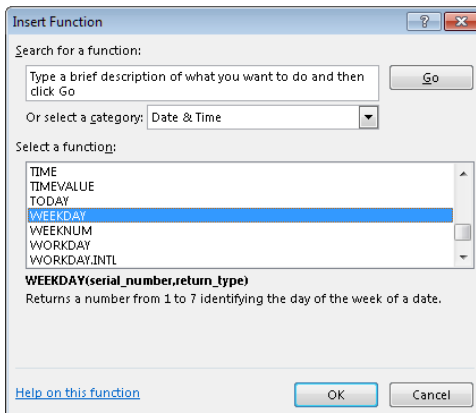 Insert Function
Search for a function:
Type a brief description of what you want to do and then
click Go
Go
Or select a category: Date & Time
Select a function:
TIME
TIMEVALUE
TODAY
WEEKDAY
WEEKNUM
WORKDAY
WORKDAY.INTL
WEEKDAY(serial_number,return_type)
Returns a number from 1 to 7 identifying the day of the week of a date.
Help on this function
OK
Cancel